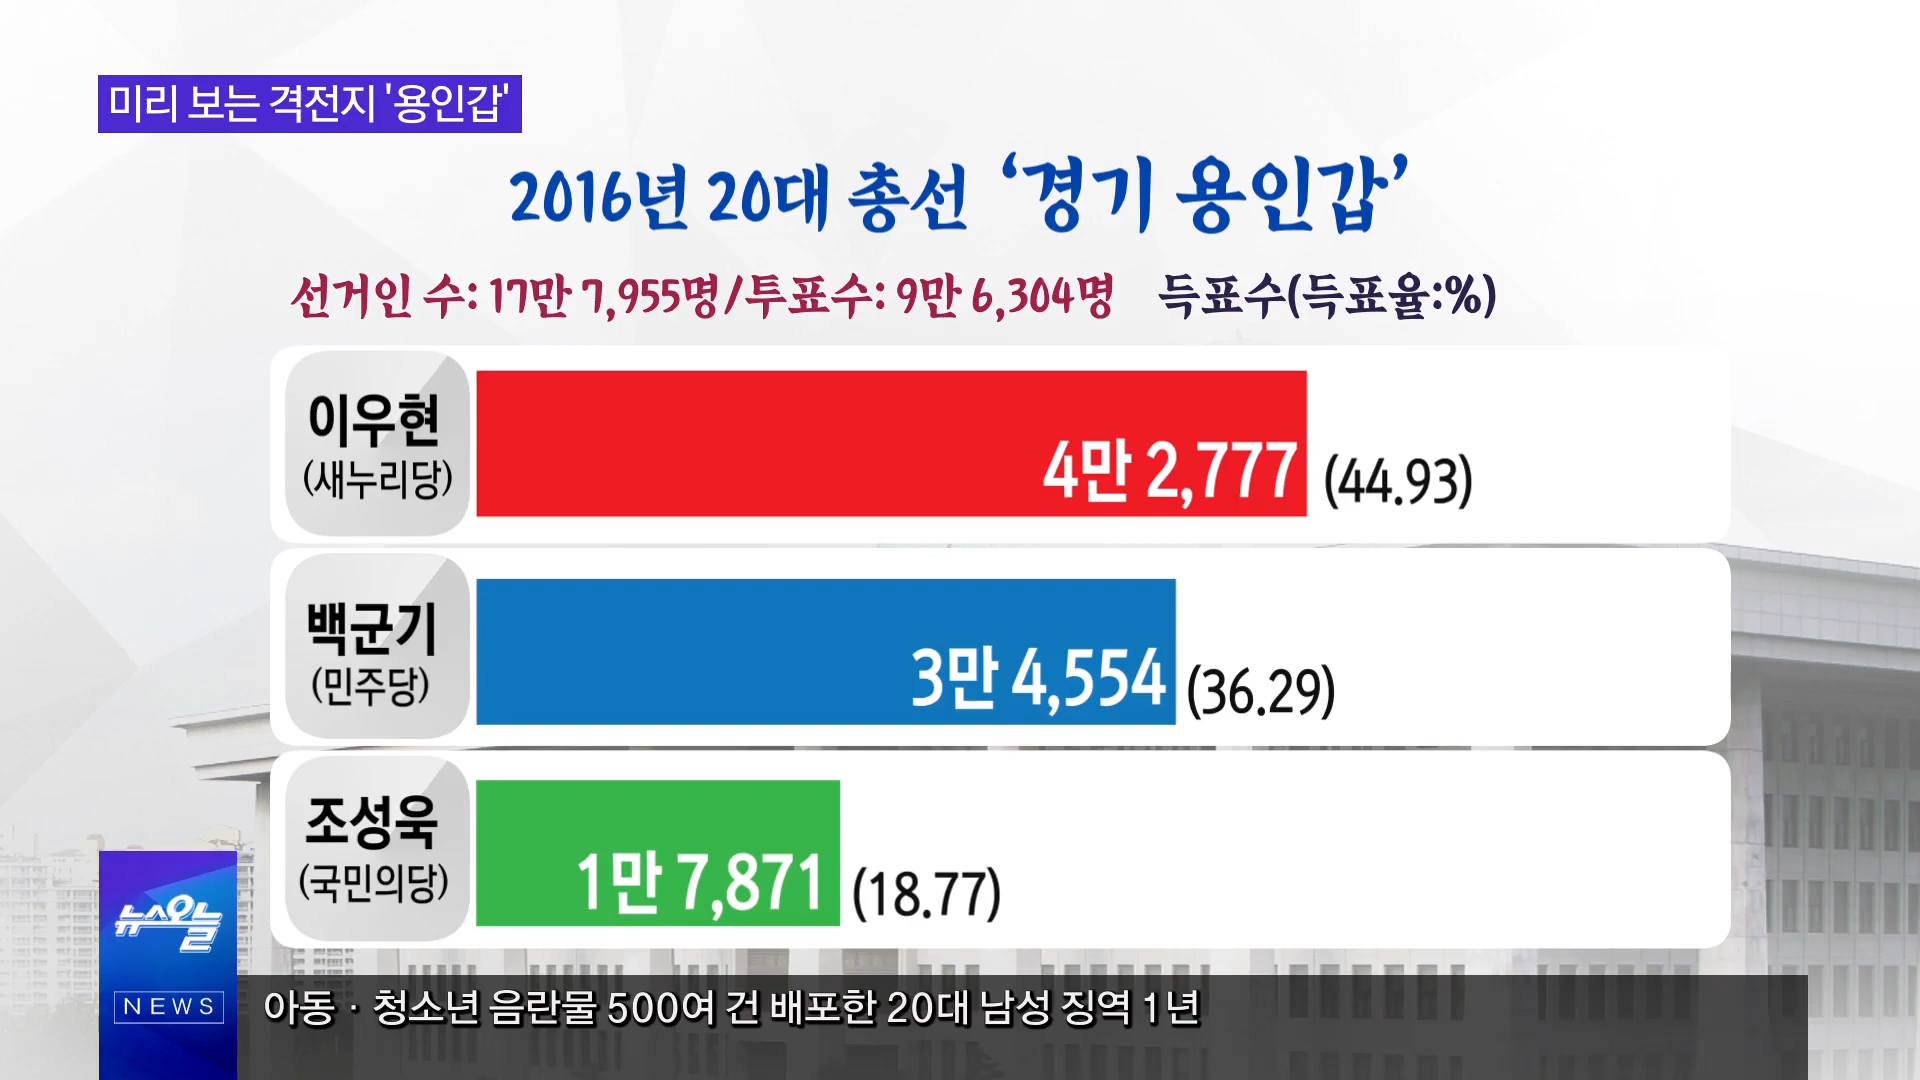 미리 보는 격전지 '용인갑'
2016년 20대 총선 ‘경기 용인갑’
선거인 수: 17만 7,955명/투표수: 9만 6,304명 득표수(득표율:%)
이우현
(새누리당)
4만 2,777 (44.93)
백군기
(민주당)
3만 4,554 (36.29)
조성욱
(국민의당)
1만 7,871 (18.77)
뉴스오늘
NEWS
아동·청소년 음란물 500여 건 배포한 20대 남성 징역 1년